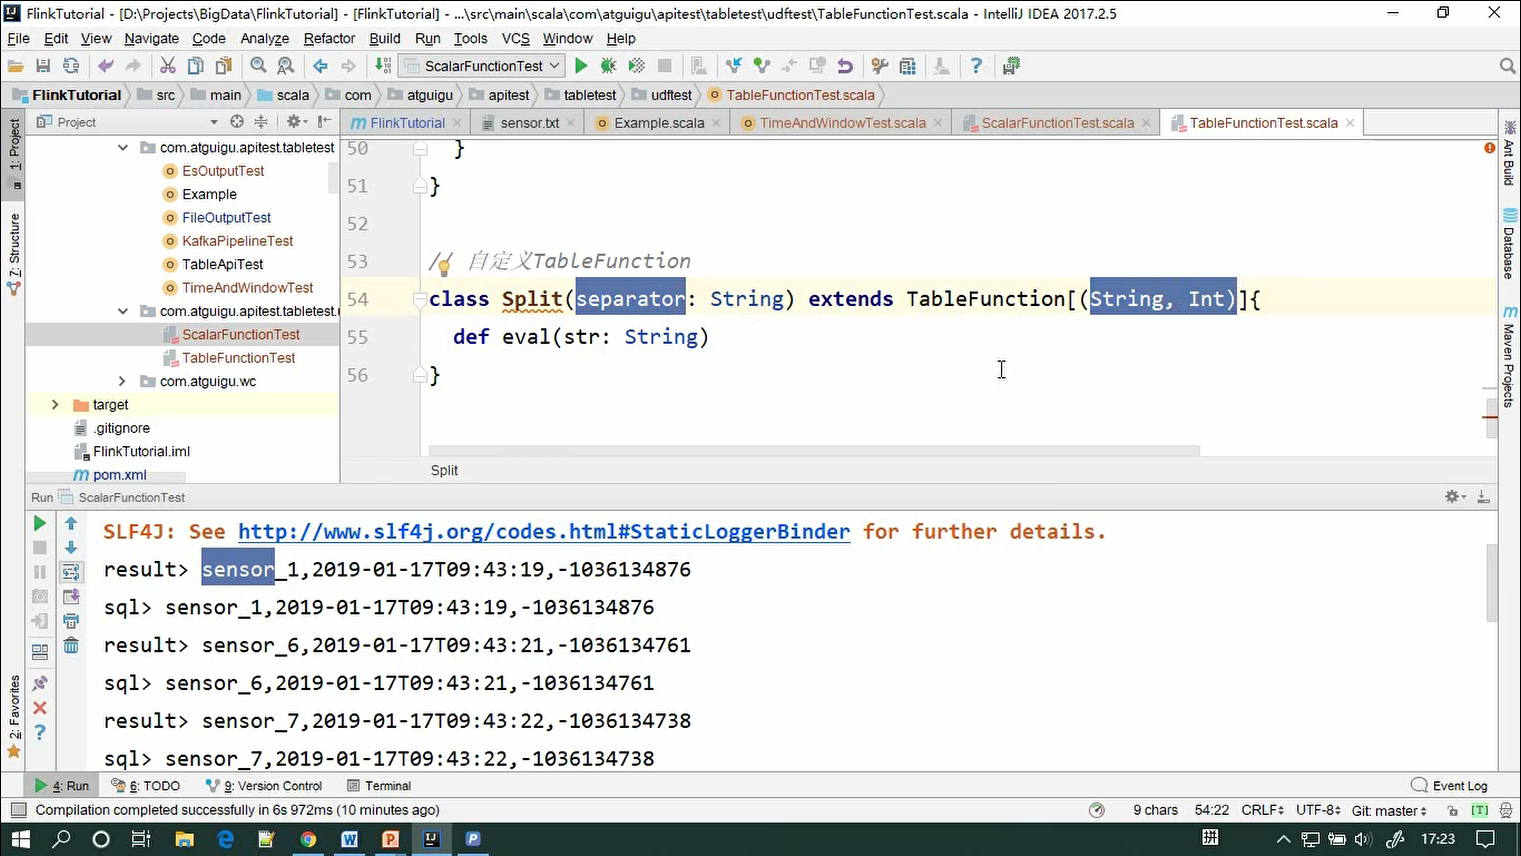 FlinkTutorial - [D:\Projects\BigData\FlinkTutorial] - [FlinkTutorial] - ...\src\main\scala\com\atguigu\apitest\tabletest\udftest\TableFunctionTest.scala - IntelliJ IDEA 2017.2.5
File Edit View Navigate Code Analyze Refactor Build Run Tools VCS Window Help
ScalarFunctionTest
FlinkTutorial src main scala com atguigu apitest tabletest udftest TableFunctionTest.scala
Project
FlinkTutorial sensor.txt Example.scala TimeAndWindowTest.scala ScalarFunctionTest.scala TableFunctionTest.scala
1: Project
7: Structure
2: Favorites
com.atguigu.apitest.tabletest
EsOutputTest
Example
FileOutputTest
KafkaPipelineTest
TableApiTest
TimeAndWindowTest
com.atguigu.apitest.tabletest.
ScalarFunctionTest
TableFunctionTest
com.atguigu.wc
target
.gitignore
FlinkTutorial.iml
pom.xml
50 }
51 }
52
53 // 自定义TableFunction
54 class Split(separator: String) extends TableFunction[(String, Int)]{
55 def eval(str: String)
56 }
Split
Ant Build
Database
Maven Projects
Run ScalarFunctionTest
SLF4J: See http://www.slf4j.org/codes.html#StaticLoggerBinder for further details.
result> sensor_1,2019-01-17T09:43:19,-1036134876
sql> sensor_1,2019-01-17T09:43:19,-1036134876
result> sensor_6,2019-01-17T09:43:21,-1036134761
sql> sensor_6,2019-01-17T09:43:21,-1036134761
result> sensor_7,2019-01-17T09:43:22,-1036134738
sql> sensor_7,2019-01-17T09:43:22,-1036134738
4: Run 6: TODO 9: Version Control Terminal Event Log
Compilation completed successfully in 6s 972ms (10 minutes ago) 9 chars 54:22 CRLF UTF-8 Git: master [T]
拼 17:23